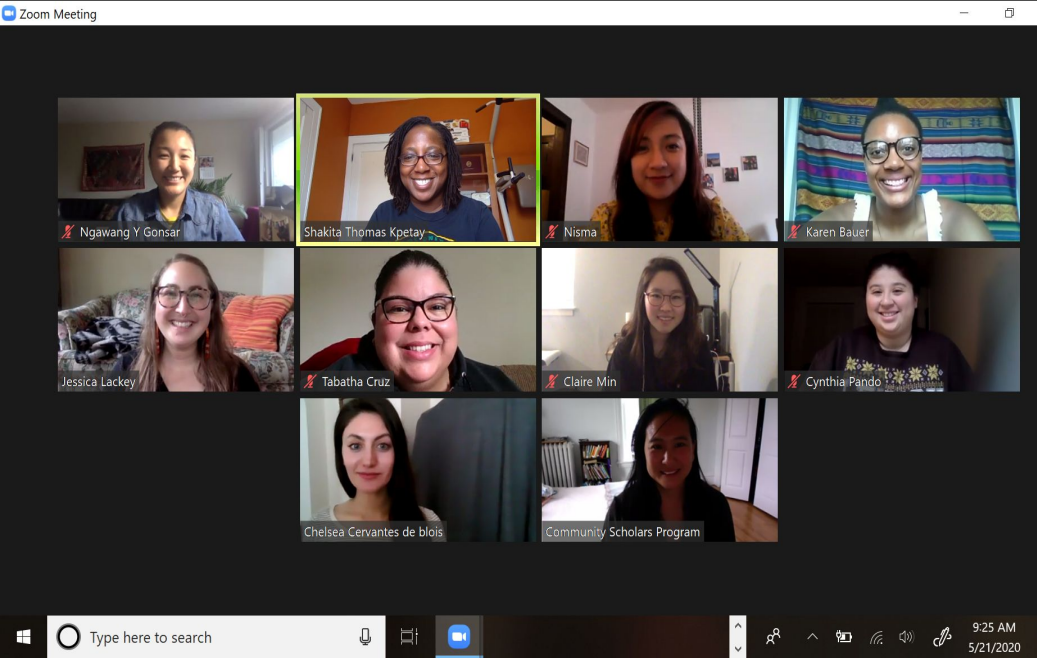 Zoom Meeting
Ngawang Y Gonsar
Shakita Thomas Kpetay
Nisma
Karen Bauer
Jessica Lackey
Tabatha Cruz
Claire Min
Cynthia Pando
Chelsea Cervantes de blois
Community Scholars Program
Type here to search
9:25 AM
5/21/2020